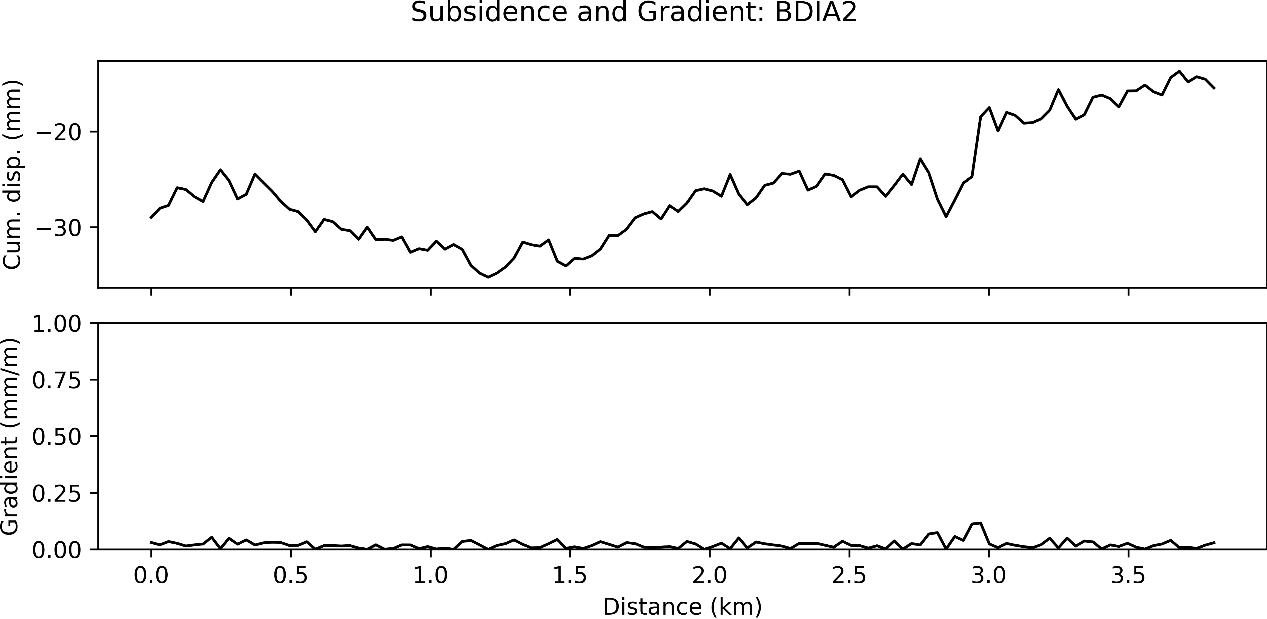 Subsidence and Gradient: BDIA2
Cum. disp. (mm)
−20
−30
Gradient (mm/m)
1.00
0.75
0.50
0.25
0.00
0.0 0.5 1.0 1.5 2.0 2.5 3.0 3.5
Distance (km)